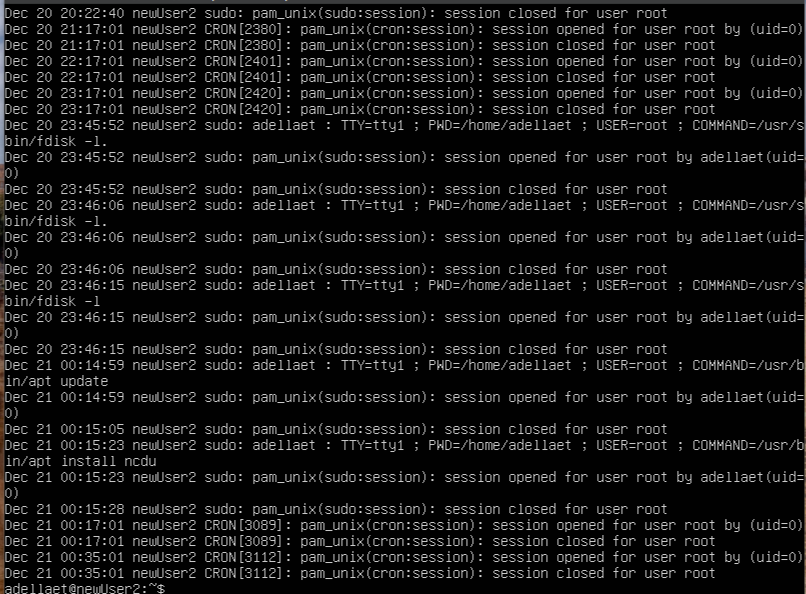 Dec 20 20:22:40 newUser2 sudo: pam_unix(sudo:session): session closed for user root
Dec 20 21:17:01 newUser2 CRON[2380]: pam_unix(cron:session): session opened for user root by (uid=0)
Dec 20 21:17:01 newUser2 CRON[2380]: pam_unix(cron:session): session closed for user root
Dec 20 22:17:01 newUser2 CRON[2401]: pam_unix(cron:session): session opened for user root by (uid=0)
Dec 20 22:17:01 newUser2 CRON[2401]: pam_unix(cron:session): session closed for user root
Dec 20 23:17:01 newUser2 CRON[2420]: pam_unix(cron:session): session opened for user root by (uid=0)
Dec 20 23:17:01 newUser2 CRON[2420]: pam_unix(cron:session): session closed for user root
Dec 20 23:45:52 newUser2 sudo: adellaet : TTY=tty1 ; PWD=/home/adellaet ; USER=root ; COMMAND=/usr/s
bin/fdisk -l.
Dec 20 23:45:52 newUser2 sudo: pam_unix(sudo:session): session opened for user root by adellaet(uid=
0)
Dec 20 23:45:52 newUser2 sudo: pam_unix(sudo:session): session closed for user root
Dec 20 23:46:06 newUser2 sudo: adellaet : TTY=tty1 ; PWD=/home/adellaet ; USER=root ; COMMAND=/usr/s
bin/fdisk -l.
Dec 20 23:46:06 newUser2 sudo: pam_unix(sudo:session): session opened for user root by adellaet(uid=
0)
Dec 20 23:46:06 newUser2 sudo: pam_unix(sudo:session): session closed for user root
Dec 20 23:46:15 newUser2 sudo: adellaet : TTY=tty1 ; PWD=/home/adellaet ; USER=root ; COMMAND=/usr/s
bin/fdisk -l
Dec 20 23:46:15 newUser2 sudo: pam_unix(sudo:session): session opened for user root by adellaet(uid=
0)
Dec 20 23:46:15 newUser2 sudo: pam_unix(sudo:session): session closed for user root
Dec 21 00:14:59 newUser2 sudo: adellaet : TTY=tty1 ; PWD=/home/adellaet ; USER=root ; COMMAND=/usr/b
in/apt update
Dec 21 00:14:59 newUser2 sudo: pam_unix(sudo:session): session opened for user root by adellaet(uid=
0)
Dec 21 00:15:05 newUser2 sudo: pam_unix(sudo:session): session closed for user root
Dec 21 00:15:23 newUser2 sudo: adellaet : TTY=tty1 ; PWD=/home/adellaet ; USER=root ; COMMAND=/usr/b
in/apt install ncdu
Dec 21 00:15:23 newUser2 sudo: pam_unix(sudo:session): session opened for user root by adellaet(uid=
0)
Dec 21 00:15:28 newUser2 sudo: pam_unix(sudo:session): session closed for user root
Dec 21 00:17:01 newUser2 CRON[3089]: pam_unix(cron:session): session opened for user root by (uid=0)
Dec 21 00:17:01 newUser2 CRON[3089]: pam_unix(cron:session): session closed for user root
Dec 21 00:35:01 newUser2 CRON[3112]: pam_unix(cron:session): session opened for user root by (uid=0)
Dec 21 00:35:01 newUser2 CRON[3112]: pam_unix(cron:session): session closed for user root
adellaet@newUser2:~$